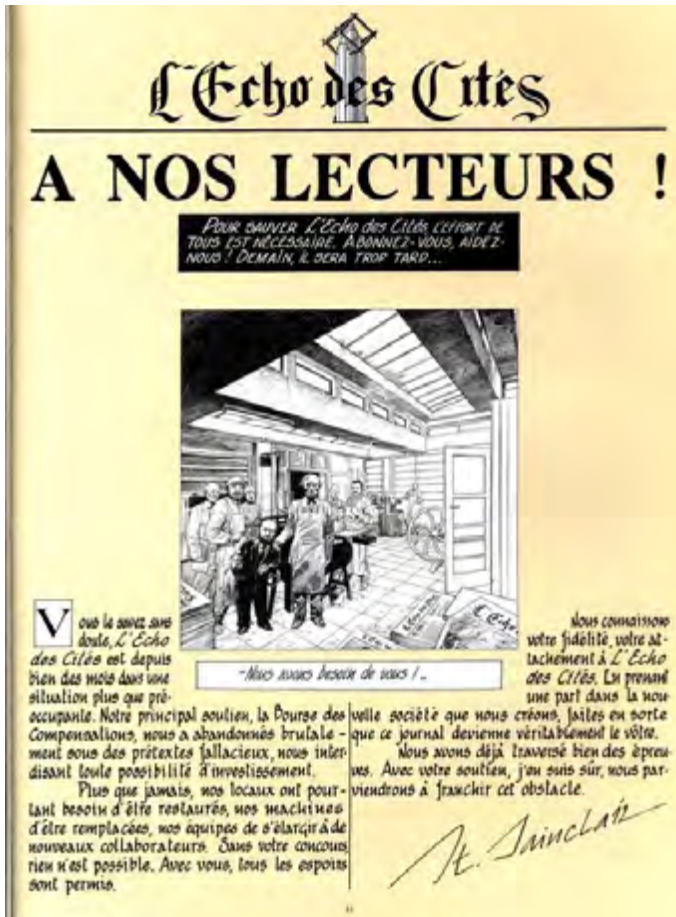 L'Echo des Cités
A NOS LECTEURS !
POUR SAUVER L'Echo des Cités, L'EFFORT DE
TOUS EST NÉCESSAIRE. ABONNEZ-VOUS, AIDEZ-
NOUS ! DEMAIN, IL SERA TROP TARD...
-Nous avons besoin de vous !..
Vous le savez sans
doute, L'Echo
des Cités est depuis
bien des mois dans une
situation plus que pré-
occupante. Notre principal soutien, la Bourse des
Compensations, nous a abandonnés brutale-
ment sous des prétextes fallacieux, nous inter-
disant toute possibilité d'investissement.
Plus que jamais, nos locaux ont pour-
tant besoin d'être restaurés, nos machines
d'être remplacées, nos équipes de s'élargir à de
nouveaux collaborateurs. Sans votre concours,
rien n'est possible. Avec vous, tous les espoirs
sont permis.
Nous connaissons
votre fidélité, votre at-
tachement à L'Echo
des Cités. En prenant
une part dans la nou-
velle société que nous créons, faites en sorte
que ce journal devienne véritablement le vôtre.
Nous avons déjà traversé bien des épreu-
ves. Avec votre soutien, j'en suis sûr, nous par-
viendrons à franchir cet obstacle.
St. Sainclair